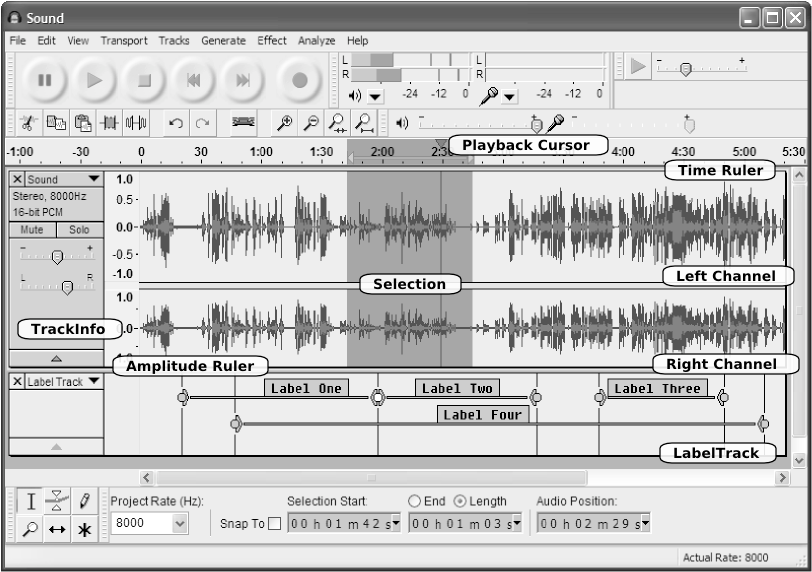 Sound
File Edit View Transport Tracks Generate Effect Analyze Help
L L
R R
-24 -12 0 -24 -12 0
- +
- + - +
Playback Cursor
-1:00 -30 0 30 1:00 1:30 2:00 2:30 4:00 4:30 5:00 5:30
Time Ruler
X Sound 1.0
Stereo, 8000Hz 0.5
16-bit PCM
Mute Solo 0.0
- + -0.5
L R -1.0
Left Channel
Selection
1.0
TrackInfo 0.0
Amplitude Ruler
Right Channel
X Label Track
Label One Label Two Label Three
Label Four
LabelTrack
Project Rate (Hz): Selection Start: End Length Audio Position:
8000 Snap To 00 h 01 m 42 s 00 h 01 m 03 s 00 h 02 m 29 s
Actual Rate: 8000